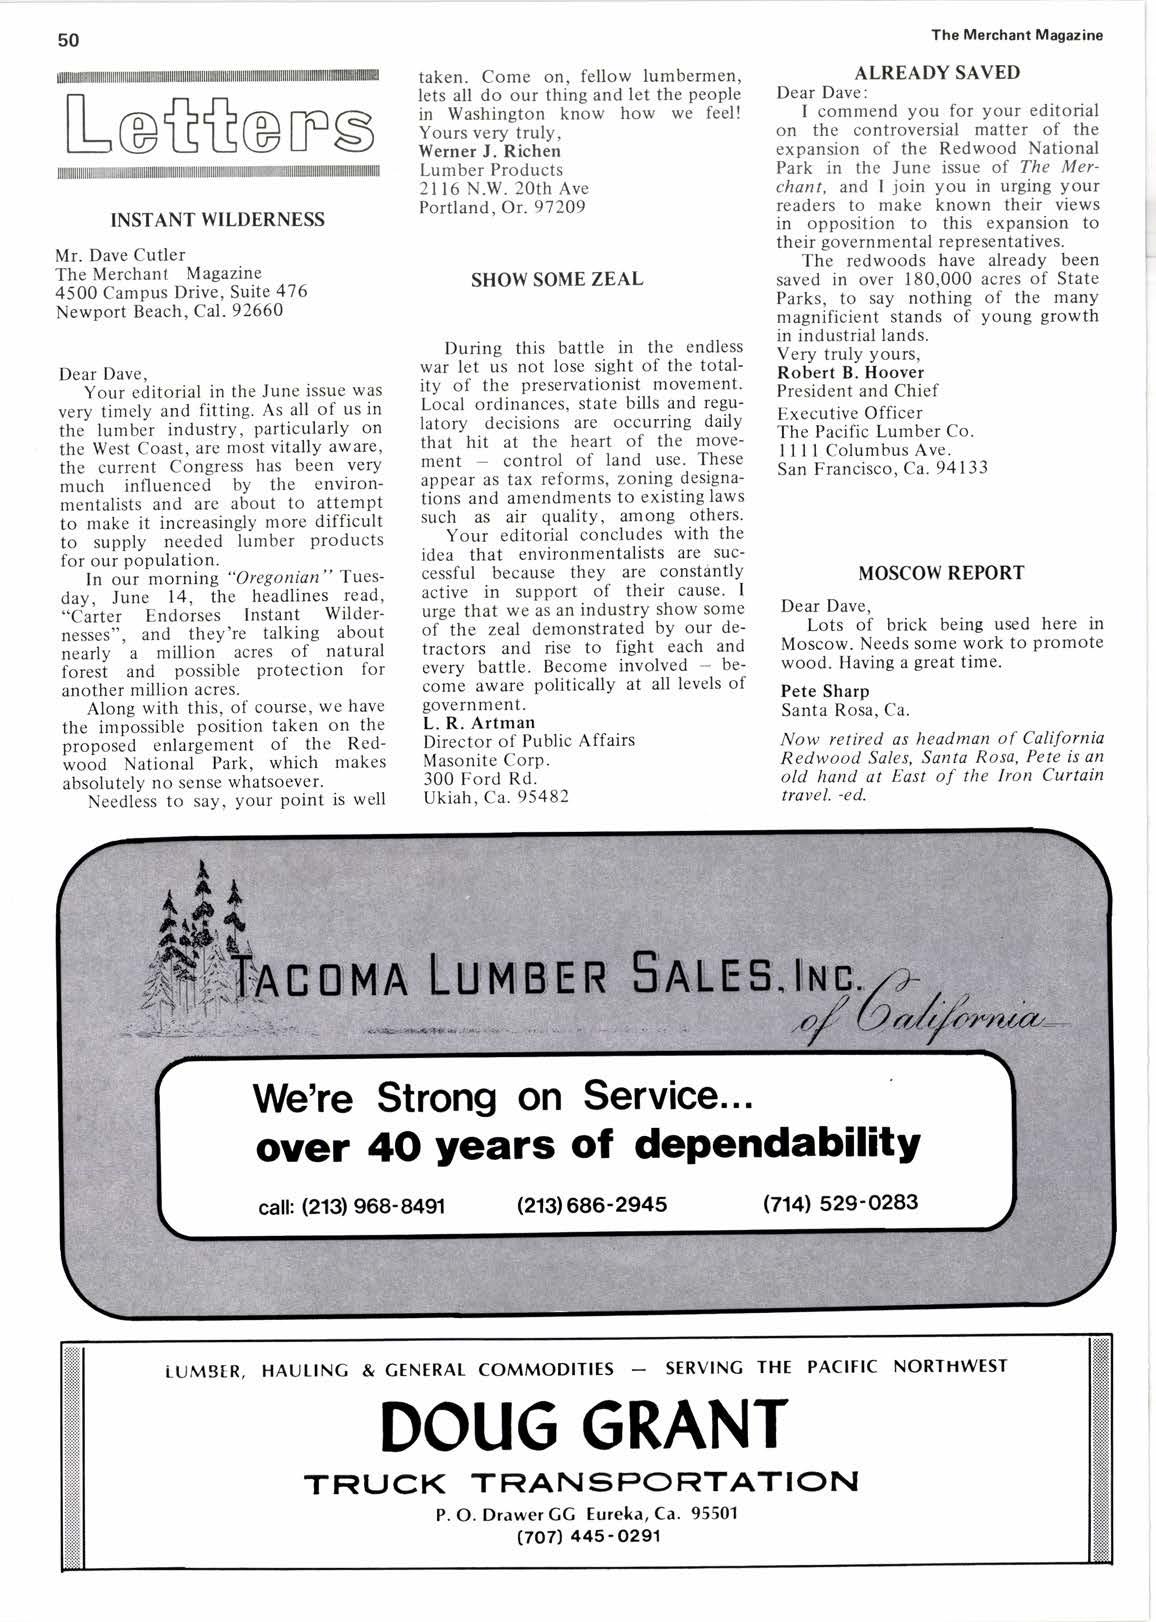 50
The Merchant Magazine
Letters
INSTANT WILDERNESS
Mr. Dave Cutler
The Merchant Magazine
4500 Campus Drive, Suite 476
Newport Beach, Cal. 92660
Dear Dave,
Your editorial in the June issue was
very timely and fitting. As all of us in
the lumber industry, particularly on
the West Coast, are most vitally aware,
the current Congress has been very
much influenced by the environ-
mentalists and are about to attempt
to make it increasingly more difficult
to supply needed lumber products
for our population.
In our morning "Oregonian" Tues-
day, June 14, the headlines read,
"Carter Endorses Instant Wilder-
nesses", and they're talking about
nearly a million acres of natural
forest and possible protection for
another million acres.
Along with this, of course, we have
the impossible position taken on the
proposed enlargement of the Red-
wood National Park, which makes
absolutely no sense whatsoever.
Needless to say, your point is well
taken. Come on, fellow lumbermen,
lets all do our thing and let the people
in Washington know how we feel!
Yours very truly,
Werner J. Richen
Lumber Products
2116 N.W. 20th Ave
Portland, Or. 97209
SHOW SOME ZEAL
During this battle in the endless
war let us not lose sight of the total-
ity of the preservationist movement.
Local ordinances, state bills and regu-
latory decisions are occurring daily
that hit at the heart of the move-
ment — control of land use. These
appear as tax reforms, zoning designa-
tions and amendments to existing laws
such as air quality, among others.
Your editorial concludes with the
idea that environmentalists are suc-
cessful because they are constantly
active in support of their cause. I
urge that we as an industry show some
of the zeal demonstrated by our de-
tractors and rise to fight each and
every battle. Become involved — be-
come aware politically at all levels of
government.
L. R. Artman
Director of Public Affairs
Masonite Corp.
300 Ford Rd.
Ukiah, Ca. 95482
ALREADY SAVED
Dear Dave:
I commend you for your editorial
on the controversial matter of the
expansion of the Redwood National
Park in the June issue of The Mer-
chant, and I join you in urging your
readers to make known their views
in opposition to this expansion to
their governmental representatives.
The redwoods have already been
saved in over 180,000 acres of State
Parks, to say nothing of the many
magnificient stands of young growth
in industrial lands.
Very truly yours,
Robert B. Hoover
President and Chief
Executive Officer
The Pacific Lumber Co.
1111 Columbus Ave.
San Francisco, Ca. 94133
MOSCOW REPORT
Dear Dave,
Lots of brick being used here in
Moscow. Needs some work to promote
wood. Having a great time.
Pete Sharp
Santa Rosa, Ca.
Now retired as headman of California
Redwood Sales, Santa Rosa, Pete is an
old hand at East of the Iron Curtain
travel. -ed.
TACOMA LUMBER SALES, INC.
of California
We're Strong on Service...
over 40 years of dependability
call: (213) 968-8491 (213) 686-2945 (714) 529-0283
LUMBER, HAULING & GENERAL COMMODITIES — SERVING THE PACIFIC NORTHWEST
DOUG GRANT
TRUCK TRANSPORTATION
P. O. Drawer GG Eureka, Ca. 95501
(707) 445-0291